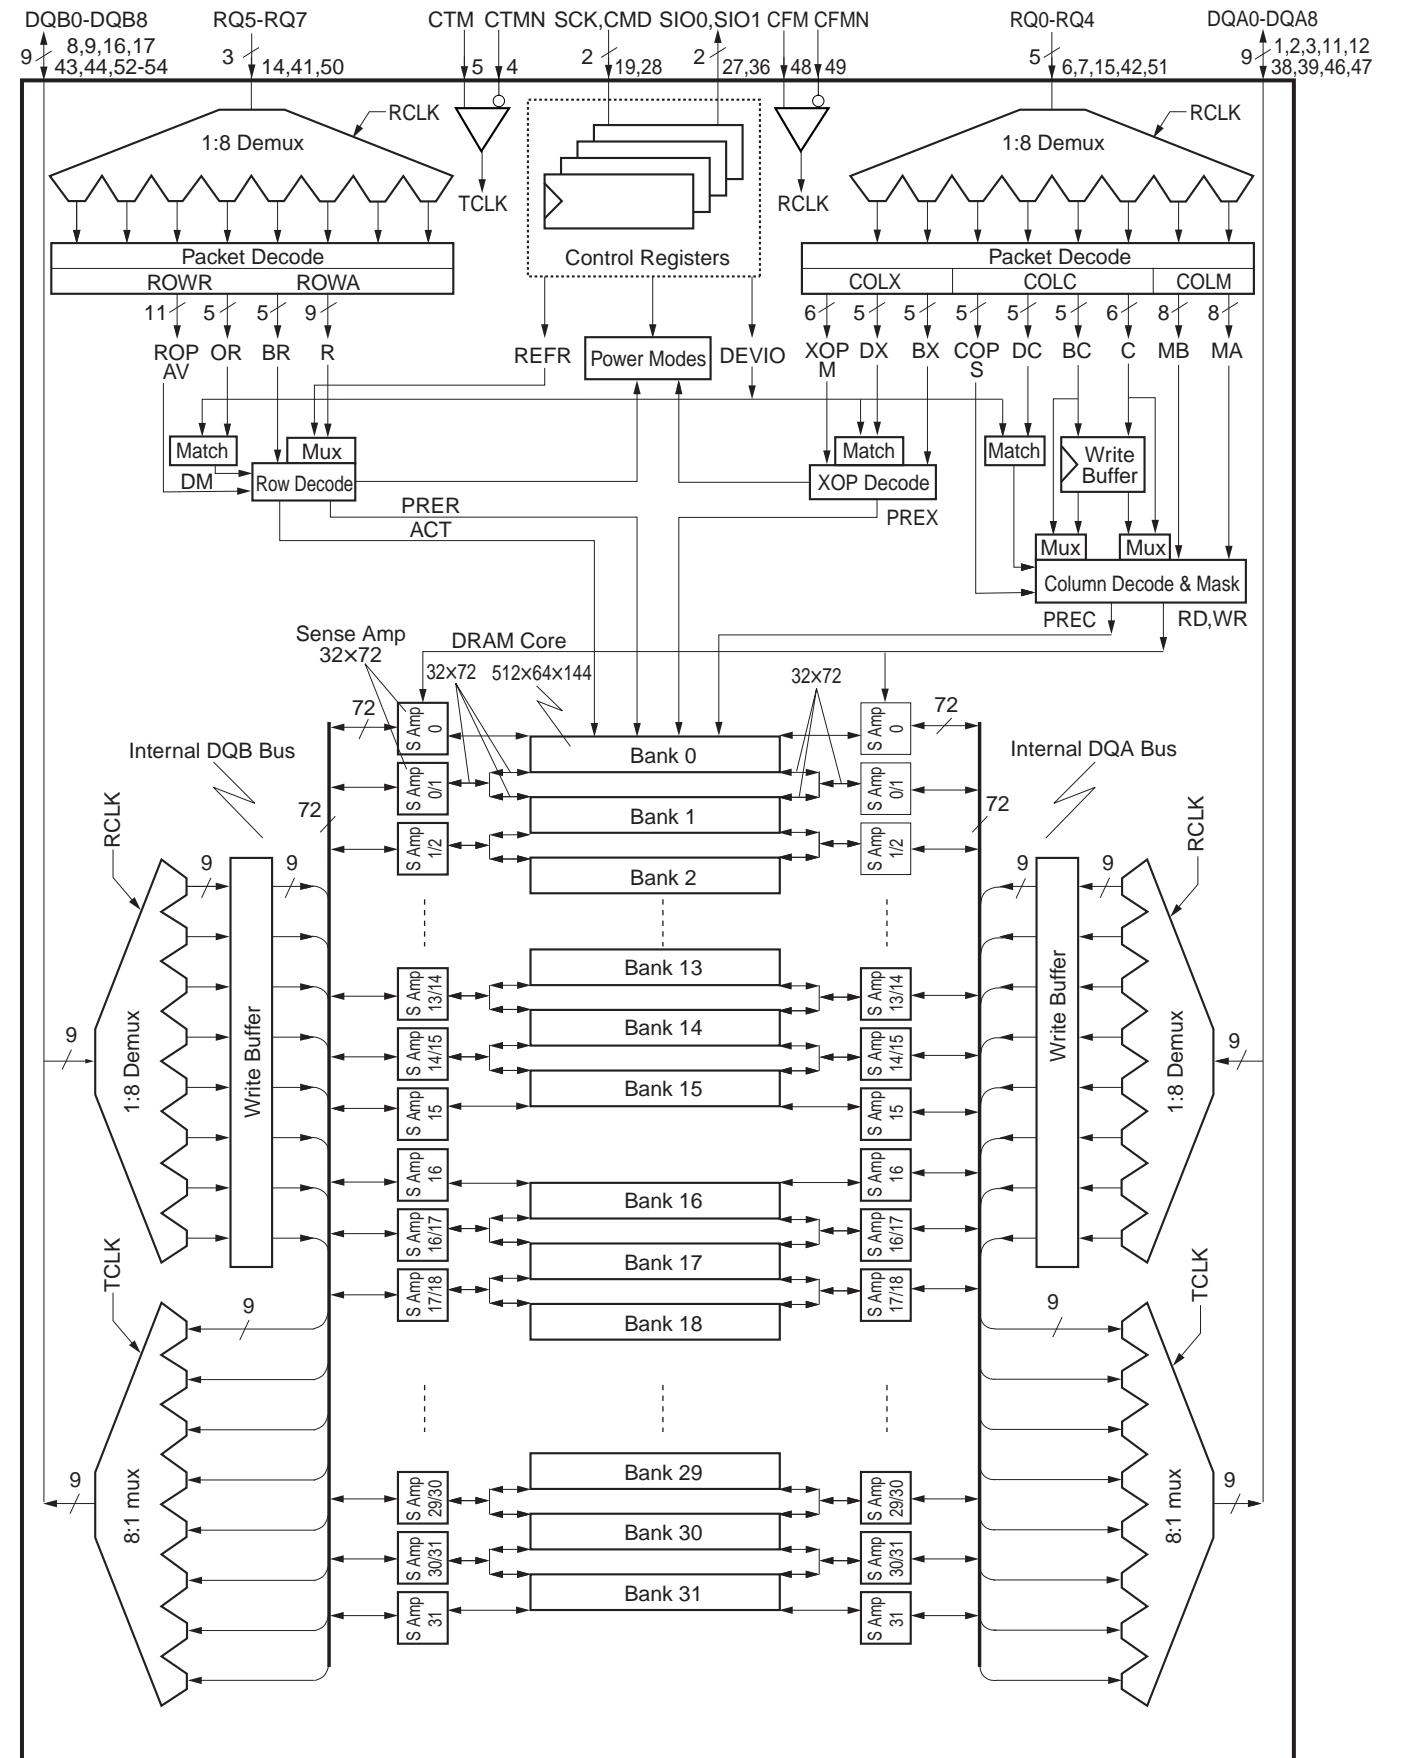 DQB0-DQB8 RQ5-RQ7 CTM CTMN SCK,CMD SIO0,SIO1 CFM CFMN RQ0-RQ4 DQA0-DQA8
9 8,9,16,17 3 2 2 5 9 1,2,3,11,12
43,44,52-54 14,41,50 5 4 19,28 27,36 48 49 6,7,15,42,51 38,39,46,47
RCLK RCLK
1:8 Demux 1:8 Demux
TCLK RCLK
Control Registers
Packet Decode Packet Decode
ROWR ROWA COLX COLC COLM
11 5 5 9 6 5 5 5 5 5 6 8 8
ROP OR BR R REFR Power Modes DEVIO XOP DX BX COP DC BC C MB MA
AV M S
Match Mux Match Match Write
Buffer
DM Row Decode XOP Decode
PRER PREX
ACT
Mux Mux
Column Decode & Mask
PREC RD,WR
Sense Amp DRAM Core
32×72 32×72 512×64×144 32×72
72 S Amp 0 Bank 0 S Amp 0 72
Internal DQB Bus Internal DQA Bus
S Amp 0/1 S Amp 0/1
72 Bank 1 72
RCLK S Amp 1/2 S Amp 1/2 RCLK
9 9 Bank 2 9 9
Bank 13
S Amp 13/14 S Amp 13/14
Bank 14
9 1:8 Demux Write Buffer S Amp 14/15 S Amp 14/15 Write Buffer 1:8 Demux 9
Bank 15
S Amp 15 S Amp 15
S Amp 16 S Amp 16
Bank 16
S Amp 16/17 S Amp 16/17
TCLK Bank 17 TCLK
S Amp 17/18 S Amp 17/18
9 Bank 18 9
Bank 29
9 8:1 mux S Amp 29/30 S Amp 29/30 8:1 mux 9
Bank 30
S Amp 30/31 S Amp 30/31
Bank 31
S Amp 31 S Amp 31